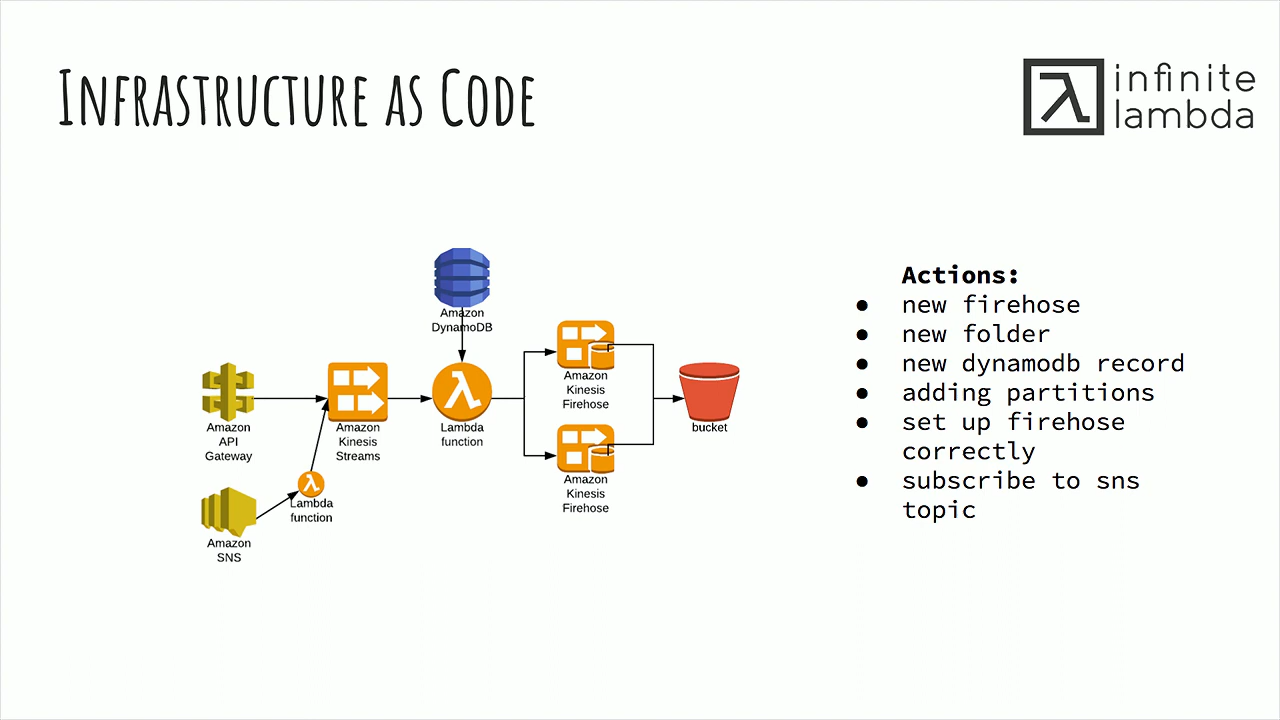 Infrastructure as Code
infinite
lambda
Amazon
DynamoDB
Amazon
API
Gateway
Amazon
Kinesis
Streams
Lambda
function
Amazon
Kinesis
Firehose
bucket
Lambda
function
Amazon
Kinesis
Firehose
Amazon
SNS
Actions:
● new firehose
● new folder
● new dynamodb record
● adding partitions
● set up firehose
correctly
● subscribe to sns
topic